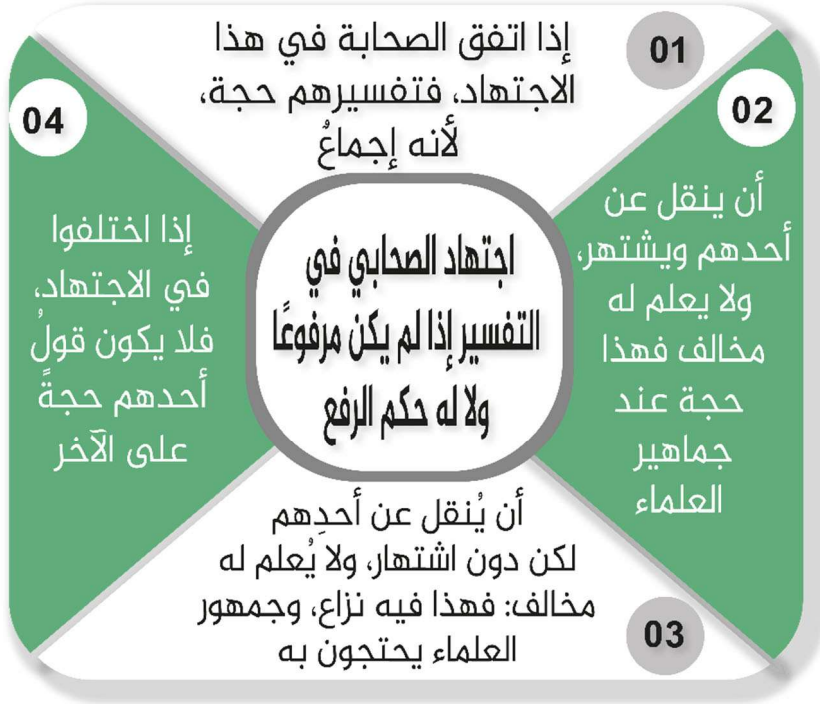 اجتهاد الصحابي في
التفسير إذا لم يكن مرفوعًا
ولا له حكم الرفع
01
إذا اتفق الصحابة في هذا
الاجتهاد، فتفسيرهم حجة،
لأنه إجماعٌ
02
أن ينقل عن
أحدهم ويشتهر،
ولا يعلم له
مخالف فهذا
حجة عند
جماهير
العلماء
03
أن يُنقل عن أحدِهم
لكن دون اشتهار، ولا يُعلم له
مخالف: فهذا فيه نزاع، وجمهور
العلماء يحتجون به
04
إذا اختلفوا
في الاجتهاد،
فلا يكون قولُ
أحدهم حجةً
على الآخر